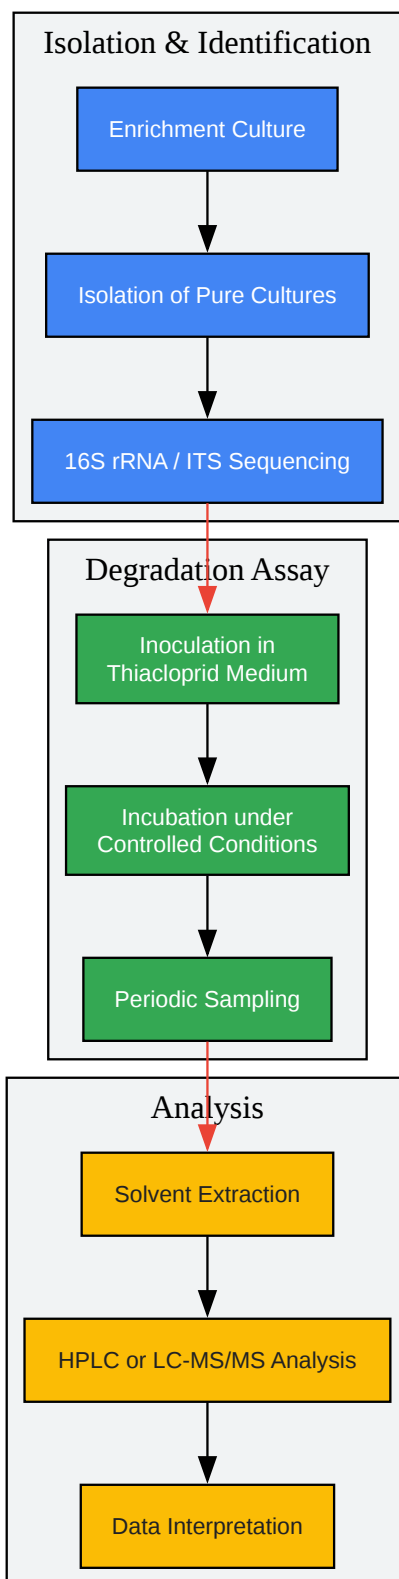 Isolation & Identification
Enrichment Culture
Isolation of Pure Cultures
16S rRNA / ITS Sequencing
Degradation Assay
Inoculation in
Thiacloprid Medium
Incubation under
Controlled Conditions
Periodic Sampling
Analysis
Solvent Extraction
HPLC or LC-MS/MS Analysis
Data Interpretation